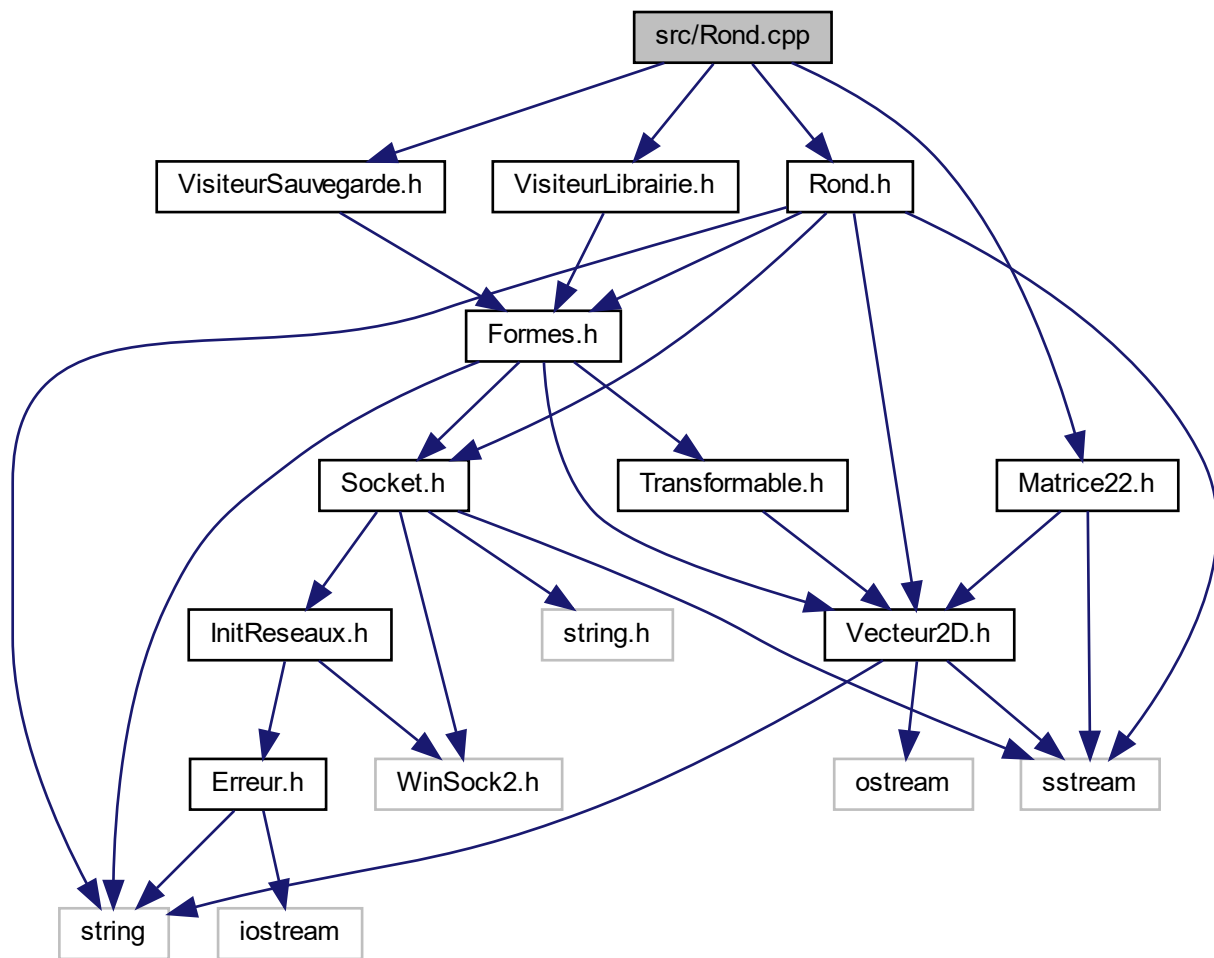 src/Rond.cpp
VisiteurSauvegarde.h
VisiteurLibrairie.h
Rond.h
Formes.h
Socket.h
Transformable.h
Matrice22.h
InitReseaux.h
string.h
Vecteur2D.h
Erreur.h
WinSock2.h
ostream
sstream
string
iostream